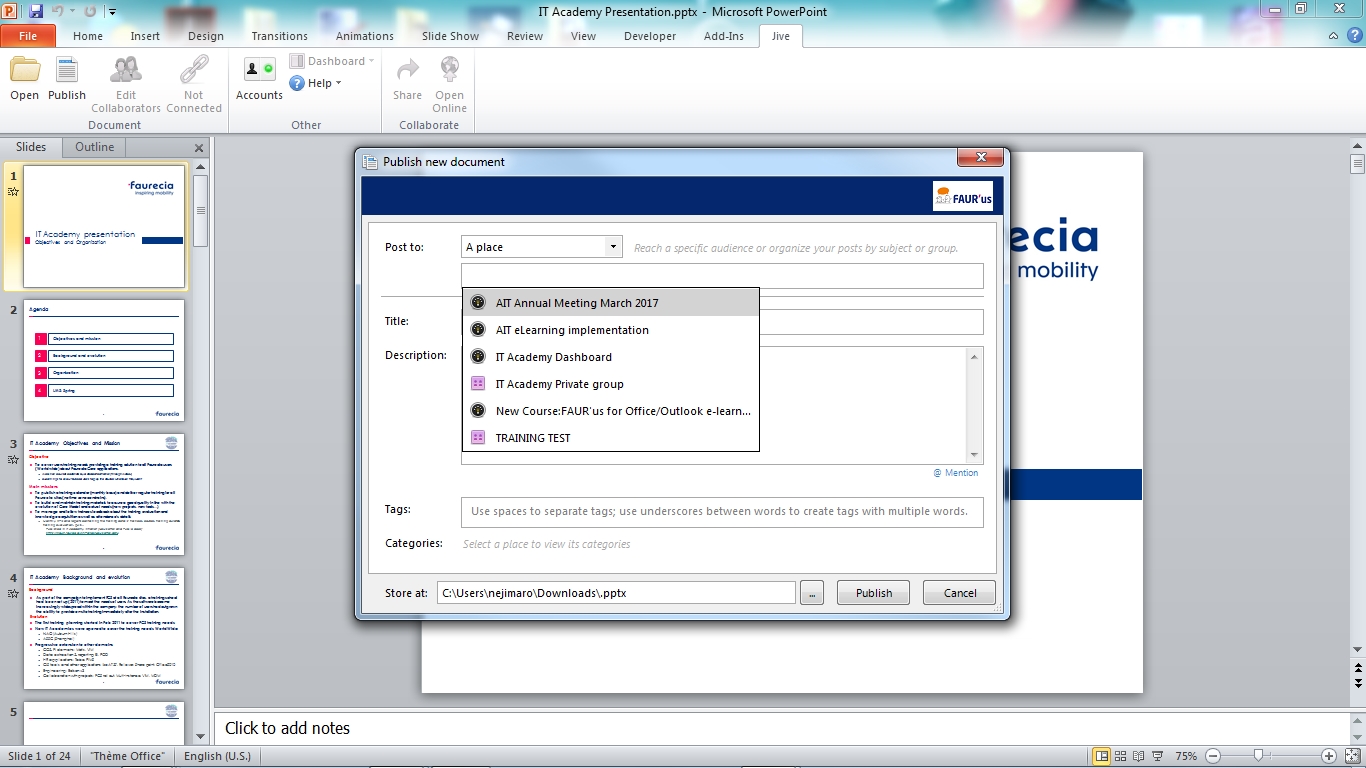 IT Academy Presentation.pptx - Microsoft PowerPoint
File Home Insert Design Transitions Animations Slide Show Review View Developer Add-Ins Jive
Open Publish Edit Collaborators Not Connected
Document
Accounts
Dashboard
Help
Other
Share Open Online
Collaborate
Slides Outline
1
faurecia
inspiring mobility
IT Academy presentation
Objectives and Organization
2
Agenda
1 Objectives and mission
2 Background and evolution
3 Organization
4 LMS Spring
faurecia
3
IT Academy Objectives and Mission
Objective
Main missions
faurecia
4
IT Academy Background and evolution
Background
Evolution
faurecia
5
ecia
mobility
Publish new document
FAUR'us
Post to: A place Reach a specific audience or organize your posts by subject or group.
AIT Annual Meeting March 2017
AIT eLearning implementation
IT Academy Dashboard
IT Academy Private group
New Course:FAUR'us for Office/Outlook e-learn...
TRAINING TEST
Title:
Description:
@ Mention
Tags: Use spaces to separate tags; use underscores between words to create tags with multiple words.
Categories: Select a place to view its categories
Store at: C:\Users\nejimaro\Downloads\.pptx ... Publish Cancel
Click to add notes
Slide 1 of 24 "Thème Office" English (U.S.) 75%